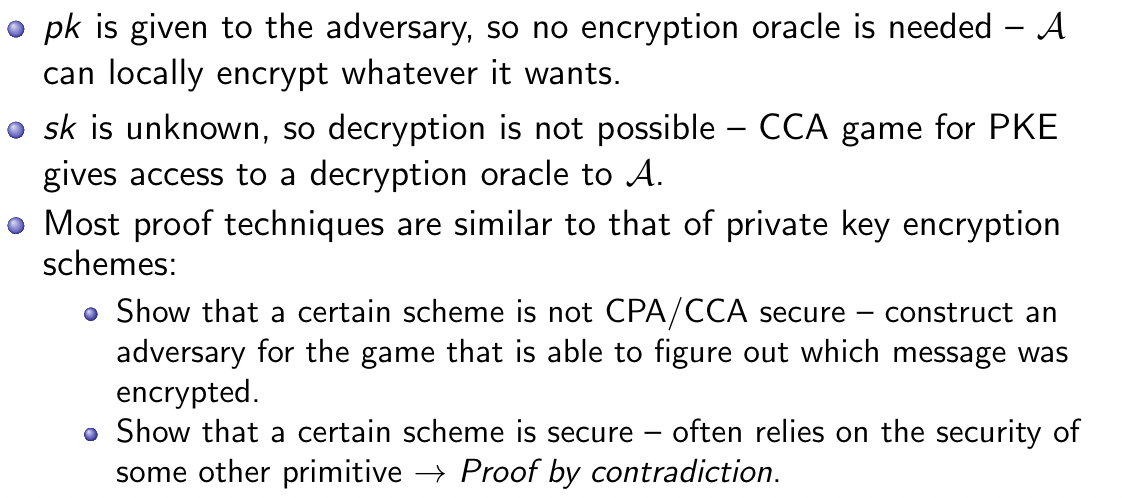 pk is given to the adversary, so no encryption oracle is needed – 𝒜
can locally encrypt whatever it wants.
sk is unknown, so decryption is not possible – CCA game for PKE
gives access to a decryption oracle to 𝒜.
Most proof techniques are similar to that of private key encryption
schemes:
Show that a certain scheme is not CPA/CCA secure – construct an
adversary for the game that is able to figure out which message was
encrypted.
Show that a certain scheme is secure – often relies on the security of
some other primitive → Proof by contradiction.